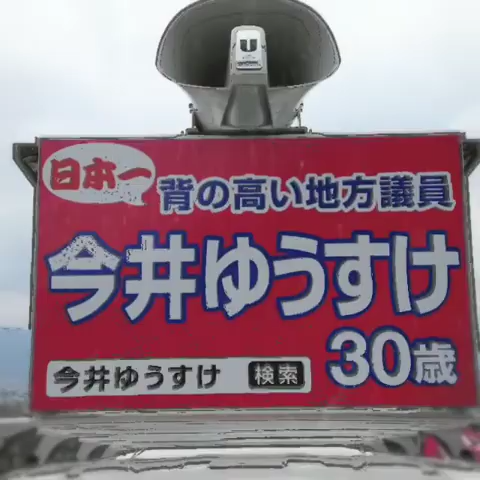 日本一
背の高い地方議員
今井ゆうすけ
30歳
今井ゆうすけ 検索